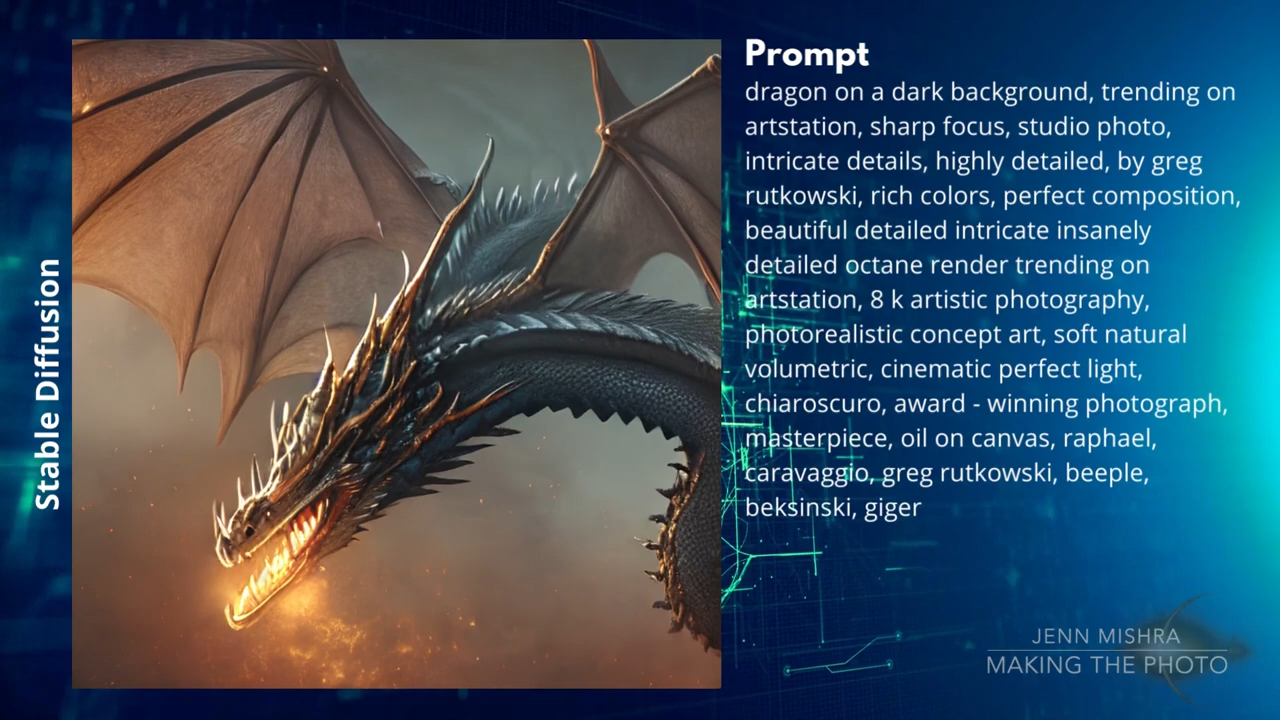 Stable Diffusion
Prompt
dragon on a dark background, trending on
artstation, sharp focus, studio photo,
intricate details, highly detailed, by greg
rutkowski, rich colors, perfect composition,
beautiful detailed intricate insanely
detailed octane render trending on
artstation, 8 k artistic photography,
photorealistic concept art, soft natural
volumetric, cinematic perfect light,
chiaroscuro, award - winning photograph,
masterpiece, oil on canvas, raphael,
caravaggio, greg rutkowski, beeple,
beksinski, giger
JENN MISHRA
MAKING THE PHOTO